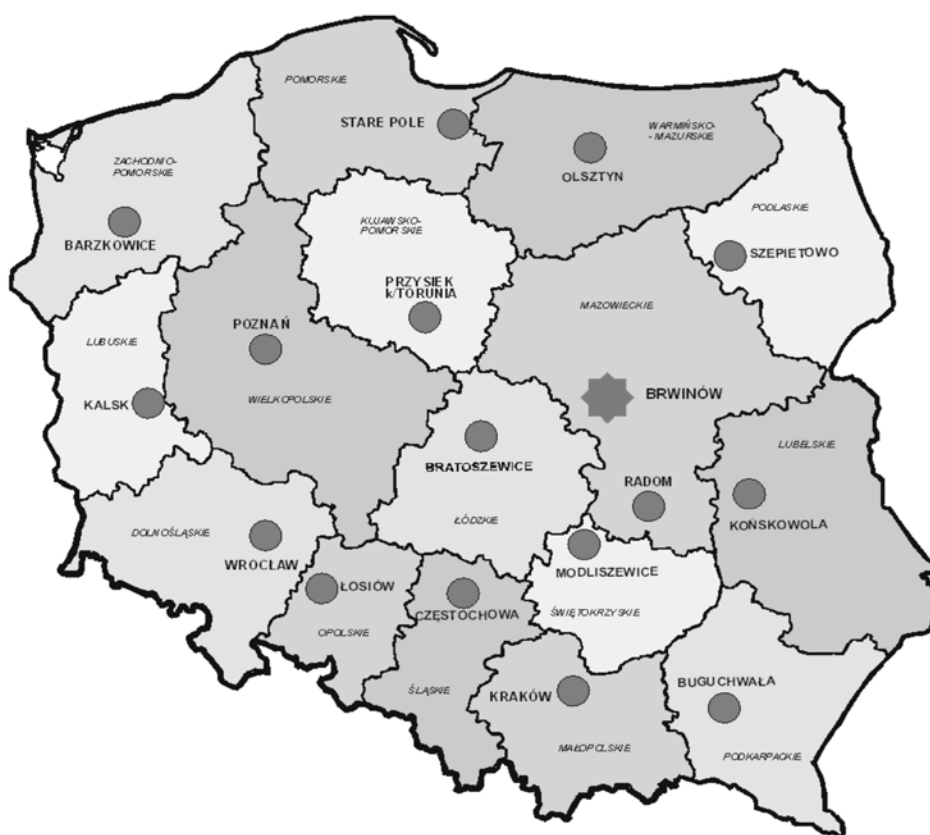 POMORSKIE
STARE POLE
WARMIŃSKO-
- MAZURSKIE
OLSZTYN
ZACHODNIO-
POMORSKIE
BARZKOWICE
KUJAWSKO-
POMORSKIE
PRZYSIEK
k/TORUNIA
PODLASKIE
SZEPIETOWO
MAZOWIECKIE
LUBUSKIE
KALSK
POZNAŃ
WIELKOPOLSKIE
BRWINÓW
BRATOSZEWICE
ŁÓDZKIE
RADOM
LUBELSKIE
KOŃSKOWOLA
DOLNOŚLĄSKIE
WROCŁAW
ŁOSIÓW
OPOLSKIE
CZĘSTOCHOWA
ŚLĄSKIE
MODLISZEWICE
ŚWIĘTOKRZYSKIE
KRAKÓW
MAŁOPOLSKIE
BUGUCHWAŁA
PODKARPACKIE